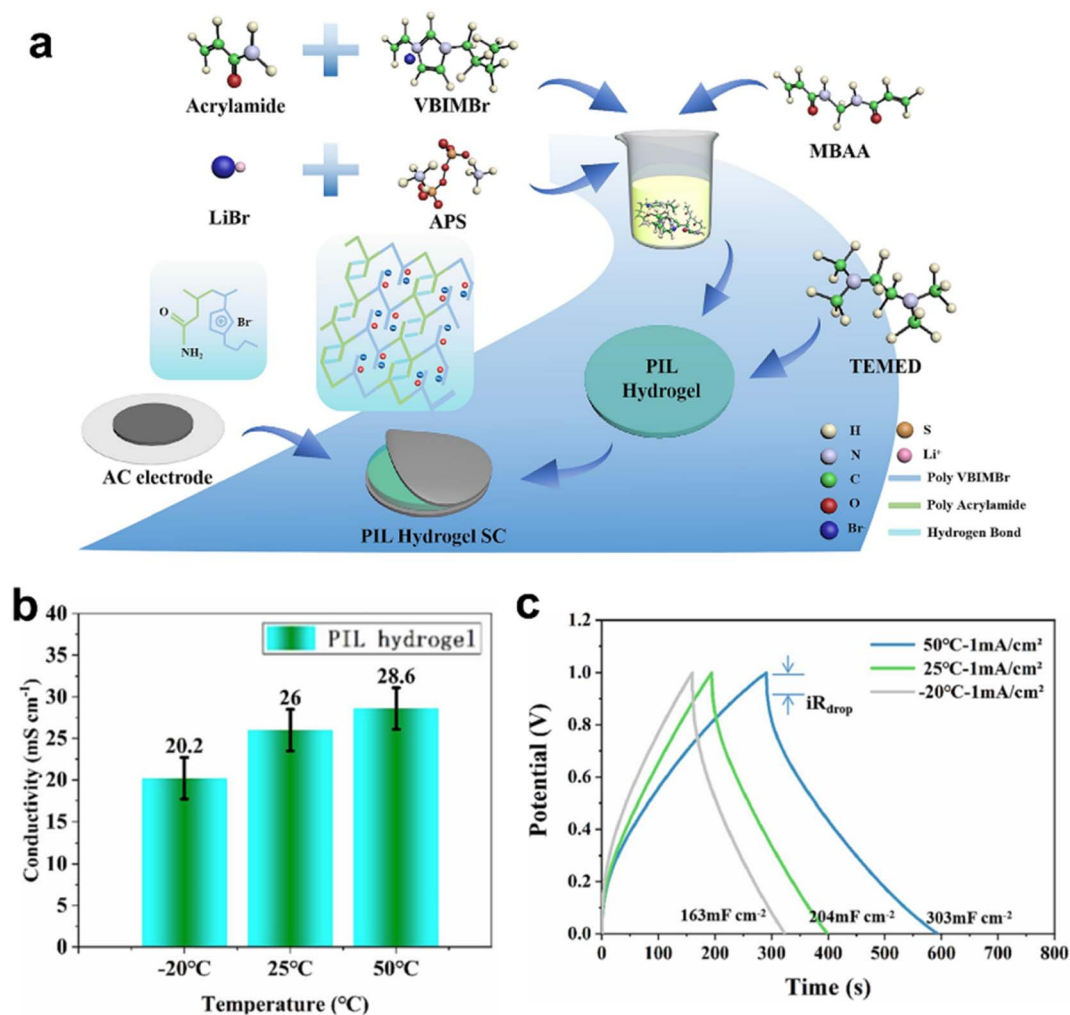 a
Acrylamide
VBIMBr
MBAA
LiBr
APS
O
Br-
NH₂
TEMED
PIL
Hydrogel
AC electrode
PIL Hydrogel SC
H
S
N
Li⁺
C
Poly VBIMBr
O
Poly Acrylamide
Br
Hydrogen Bond
b
PIL hydrogel
Conductivity (mS cm⁻¹)
40
35
30
25
20
15
10
5
0
20.2
26
28.6
-20℃
25℃
50℃
Temperature (℃)
c
50℃-1mA/cm²
25℃-1mA/cm²
-20℃-1mA/cm²
iRdrop
Potential (V)
1.2
1.0
0.8
0.6
0.4
0.2
0.0
163mF cm⁻²
204mF cm⁻²
303mF cm⁻²
0
100
200
300
400
500
600
700
800
Time (s)